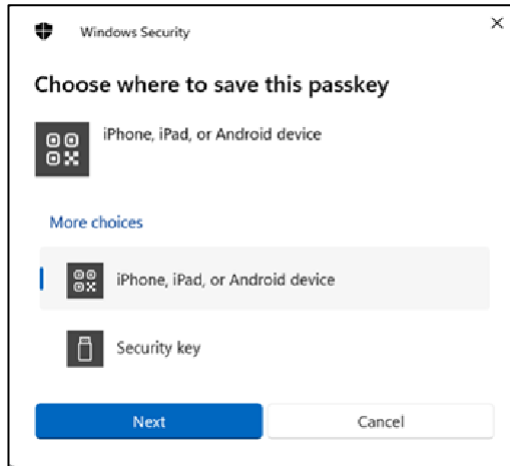 Windows Security
Choose where to save this passkey
iPhone, iPad, or Android device
More choices
iPhone, iPad, or Android device
Security key
Next
Cancel